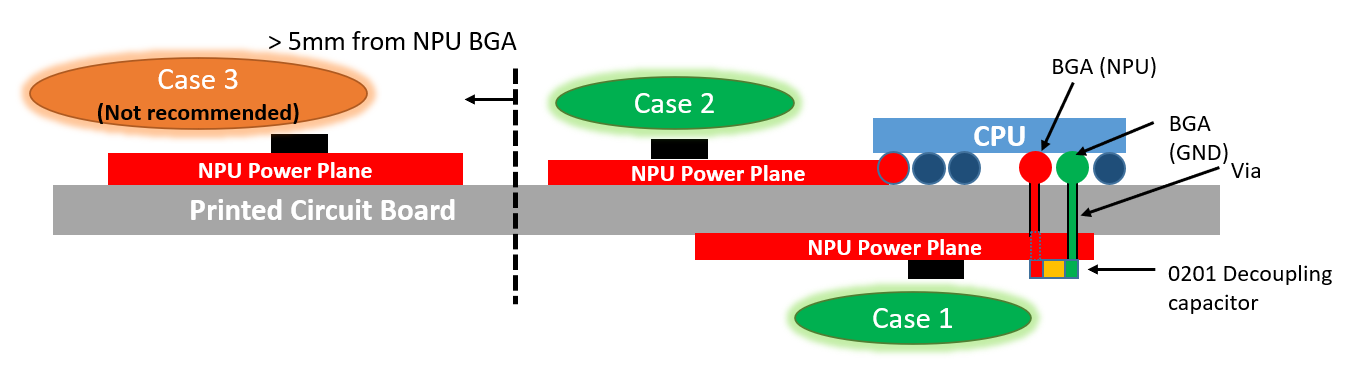 > 5mm from NPU BGA
Case 3
(Not recommended)
NPU Power Plane
Case 2
NPU Power Plane
BGA (NPU)
CPU
BGA
(GND)
Via
Printed Circuit Board
NPU Power Plane
0201 Decoupling
capacitor
Case 1